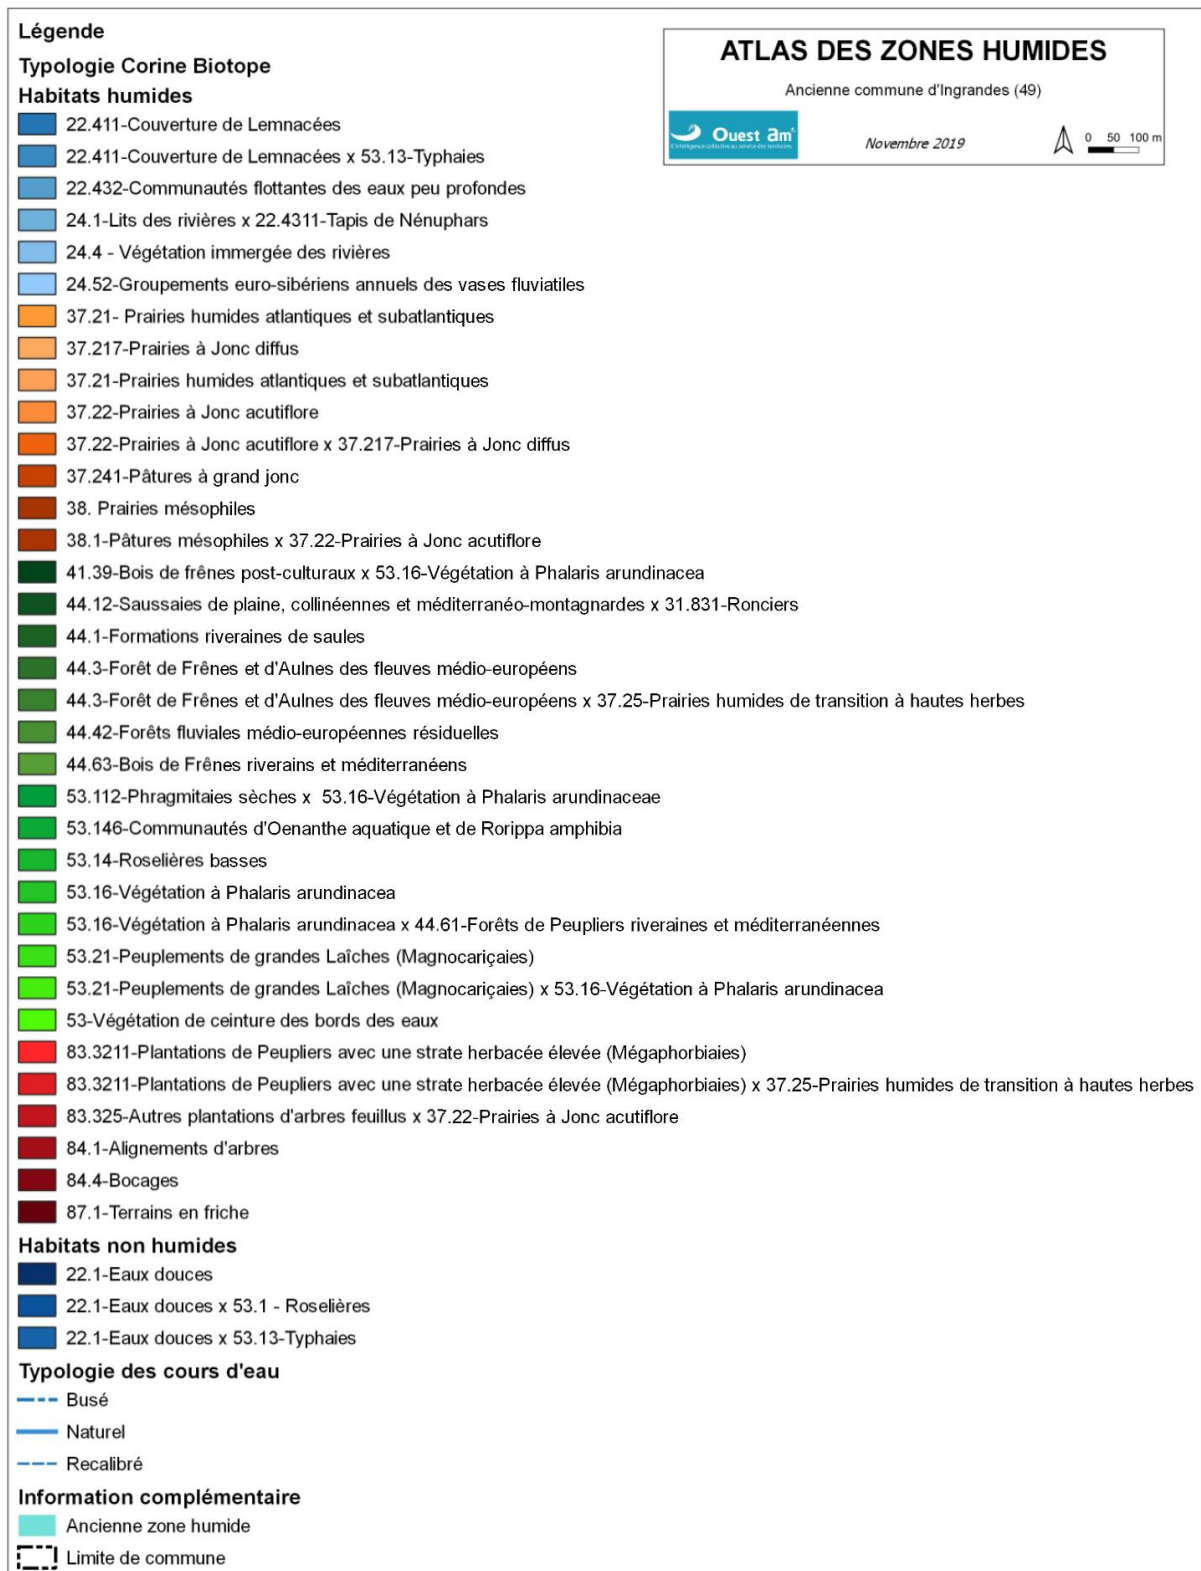 Légende
Typologie Corine Biotope
Habitats humides
22.411-Couverture de Lemnacées
22.411-Couverture de Lemnacées x 53.13-Typhaies
22.432-Communautés flottantes des eaux peu profondes
24.1-Lits des rivières x 22.4311-Tapis de Nénuphars
24.4 - Végétation immergée des rivières
24.52-Groupements euro-sibériens annuels des vases fluviatiles
37.21- Prairies humides atlantiques et subatlantiques
37.217-Prairies à Jonc diffus
37.21-Prairies humides atlantiques et subatlantiques
37.22-Prairies à Jonc acutiflore
37.22-Prairies à Jonc acutiflore x 37.217-Prairies à Jonc diffus
37.241-Pâtures à grand jonc
38. Prairies mésophiles
38.1-Pâtures mésophiles x 37.22-Prairies à Jonc acutiflore
41.39-Bois de frênes post-culturaux x 53.16-Végétation à Phalaris arundinacea
44.12-Saussaies de plaine, collinéennes et méditerranéo-montagnardes x 31.831-Ronciers
44.1-Formations riveraines de saules
44.3-Forêt de Frênes et d'Aulnes des fleuves médio-européens
44.3-Forêt de Frênes et d'Aulnes des fleuves médio-européens x 37.25-Prairies humides de transition à hautes herbes
44.42-Forêts fluviales médio-européennes résiduelles
44.63-Bois de Frênes riverains et méditerranéens
53.112-Phragmitaies sèches x 53.16-Végétation à Phalaris arundinaceae
53.146-Communautés d'Oenanthe aquatique et de Rorippa amphibia
53.14-Roselières basses
53.16-Végétation à Phalaris arundinacea
53.16-Végétation à Phalaris arundinacea x 44.61-Forêts de Peupliers riveraines et méditerranéennes
53.21-Peuplements de grandes Laîches (Magnocariçaies)
53.21-Peuplements de grandes Laîches (Magnocariçaies) x 53.16-Végétation à Phalaris arundinacea
53-Végétation de ceinture des bords des eaux
83.3211-Plantations de Peupliers avec une strate herbacée élevée (Mégaphorbiaies)
83.3211-Plantations de Peupliers avec une strate herbacée élevée (Mégaphorbiaies) x 37.25-Prairies humides de transition à hautes herbes
83.325-Autres plantations d'arbres feuillus x 37.22-Prairies à Jonc acutiflore
84.1-Alignements d'arbres
84.4-Bocages
87.1-Terrains en friche
Habitats non humides
22.1-Eaux douces
22.1-Eaux douces x 53.1 - Roselières
22.1-Eaux douces x 53.13-Typhaies
Typologie des cours d'eau
Busé
Naturel
Recalibré
Information complémentaire
Ancienne zone humide
Limite de commune
ATLAS DES ZONES HUMIDES
Ancienne commune d'Ingrandes (49)
Ouest am'
L'intelligence collective au service des territoires
Novembre 2019
0 50 100 m